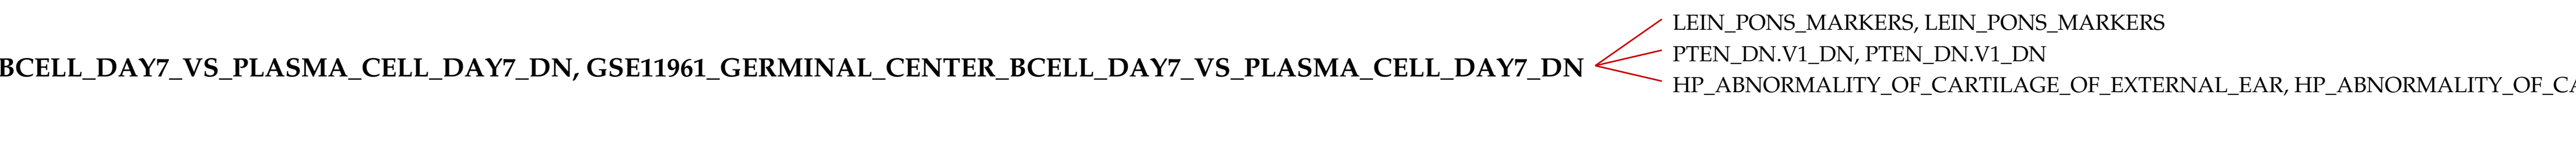 BCELL_DAY7_VS_PLASMA_CELL_DAY7_DN, GSE11961_GERMINAL_CENTER_BCELL_DAY7_VS_PLASMA_CELL_DAY7_DN
LEIN_PONS_MARKERS, LEIN_PONS_MARKERS
PTEN_DN.V1_DN, PTEN_DN.V1_DN
HP_ABNORMALITY_OF_CARTILAGE_OF_EXTERNAL_EAR, HP_ABNORMALITY_OF_CA